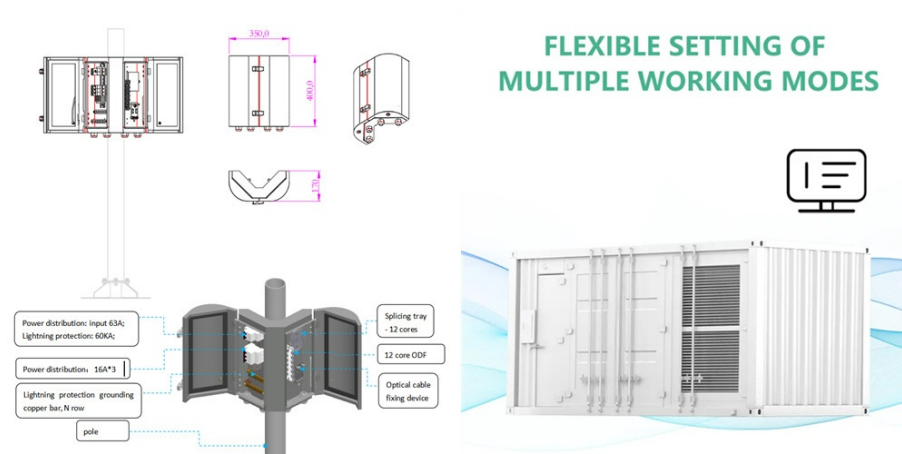 350,0
400,0
170
Power distribution: input 63A;
Lightning protection: 60KA;
Power distribution: 16A*3
Lightning protection grounding
copper bar, N row
pole
Splicing tray
- 12 cores
12 core ODF
Optical cable
fixing device
FLEXIBLE SETTING OF
MULTIPLE WORKING MODES